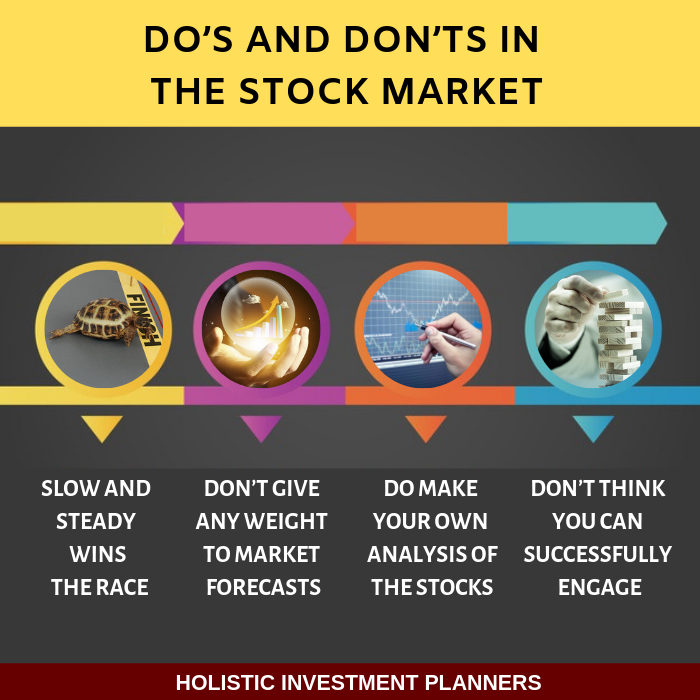 DO'S AND DON'TS IN
THE STOCK MARKET
FINISH
SLOW AND
STEADY
WINS
THE RACE
DON'T GIVE
ANY WEIGHT
TO MARKET
FORECASTS
DO MAKE
YOUR OWN
ANALYSIS OF
THE STOCKS
DON'T THINK
YOU CAN
SUCCESSFULLY
ENGAGE
HOLISTIC INVESTMENT PLANNERS